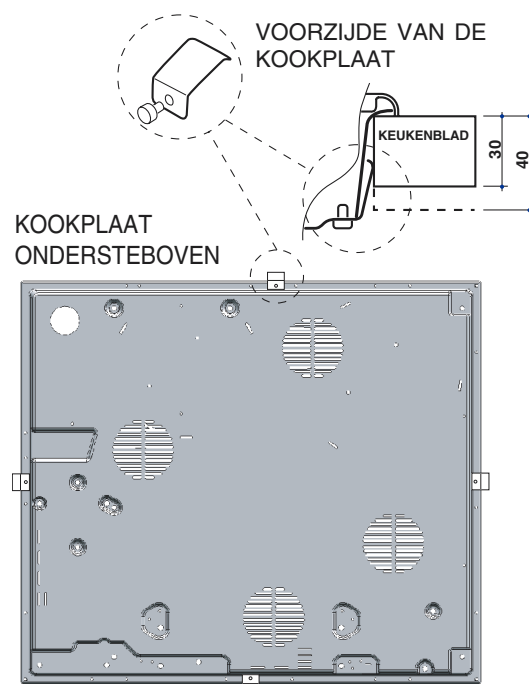 VOORZIJDE VAN DE
KOOKPLAAT
KEUKENBLAD
30
40
KOOKPLAAT
ONDERSTEBOVEN